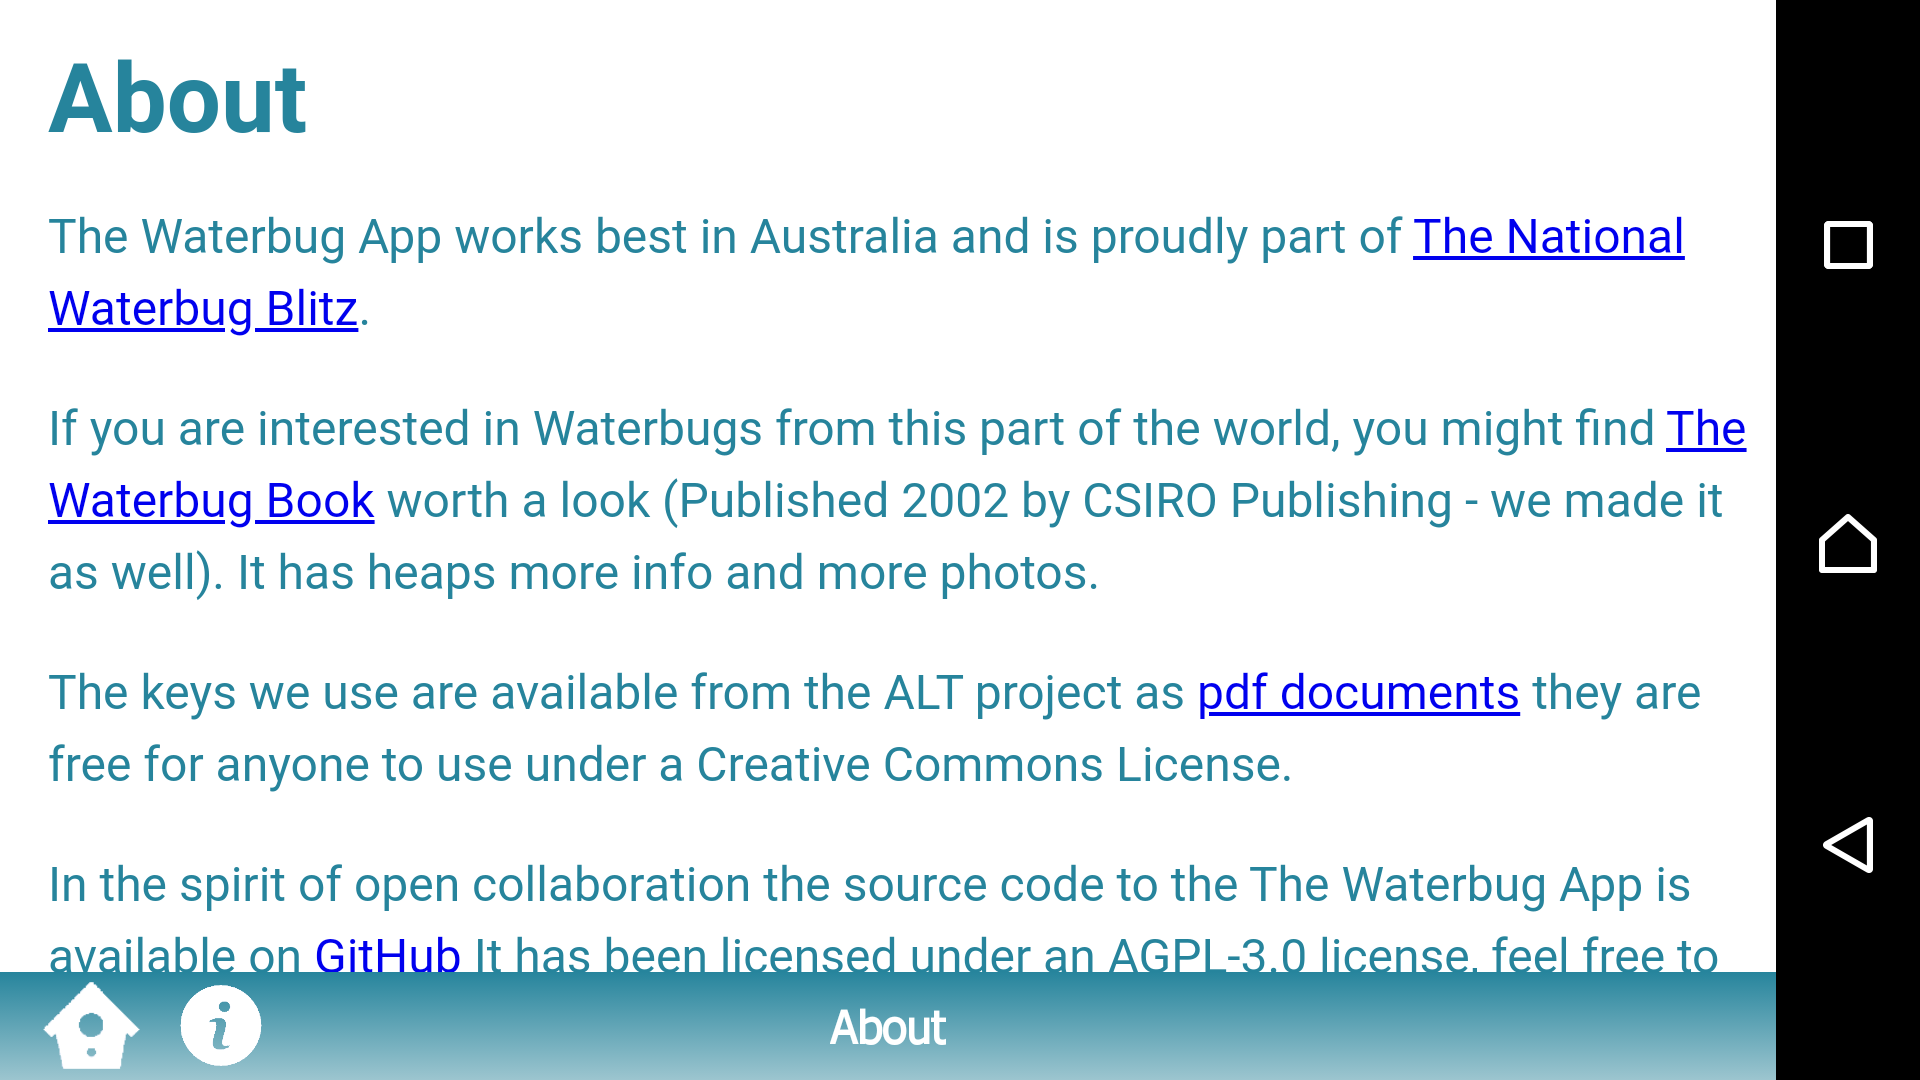 About
The Waterbug App works best in Australia and is proudly part of The National
Waterbug Blitz.
If you are interested in Waterbugs from this part of the world, you might find The
Waterbug Book worth a look (Published 2002 by CSIRO Publishing - we made it
as well). It has heaps more info and more photos.
The keys we use are available from the ALT project as pdf documents they are
free for anyone to use under a Creative Commons License.
In the spirit of open collaboration the source code to the The Waterbug App is
available on GitHub It has been licensed under an AGPL-3.0 license, feel free to
About